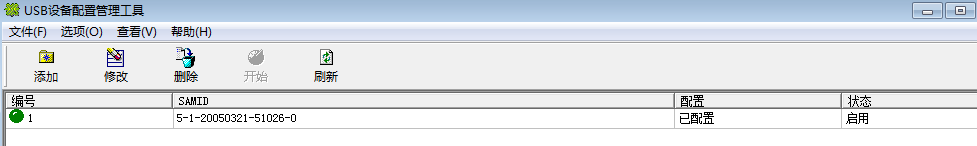 USB设备配置管理工具
文件(F) 选项(O) 查看(V) 帮助(H)
添加 修改 删除 开始 刷新
编号 SAMID 配置 状态
1 5-1-20050321-51026-0 已配置 启用